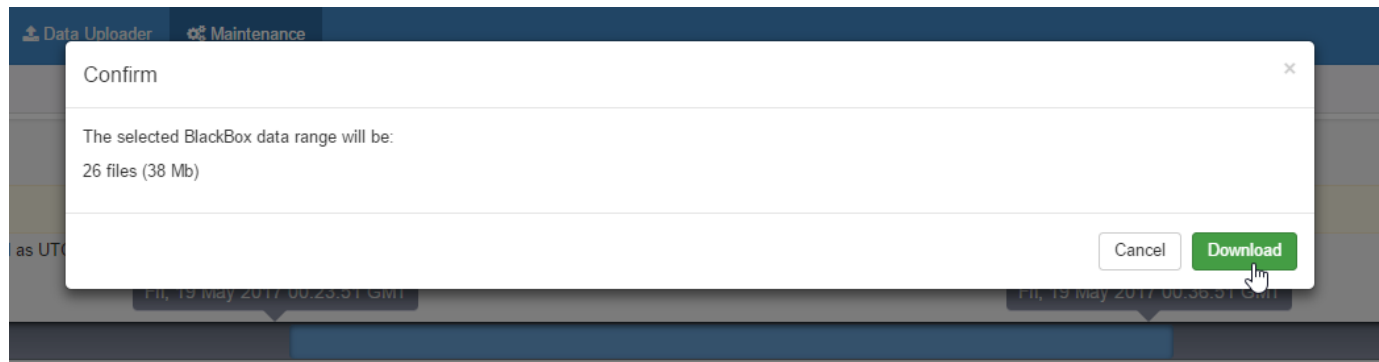 Data Uploader
Maintenance
Confirm
×
The selected BlackBox data range will be:
26 files (38 Mb)
as UTC
Cancel
Download
Fri, 19 May 2017 00:23:51 GMT
Fri, 19 May 2017 00:36:51 GMT